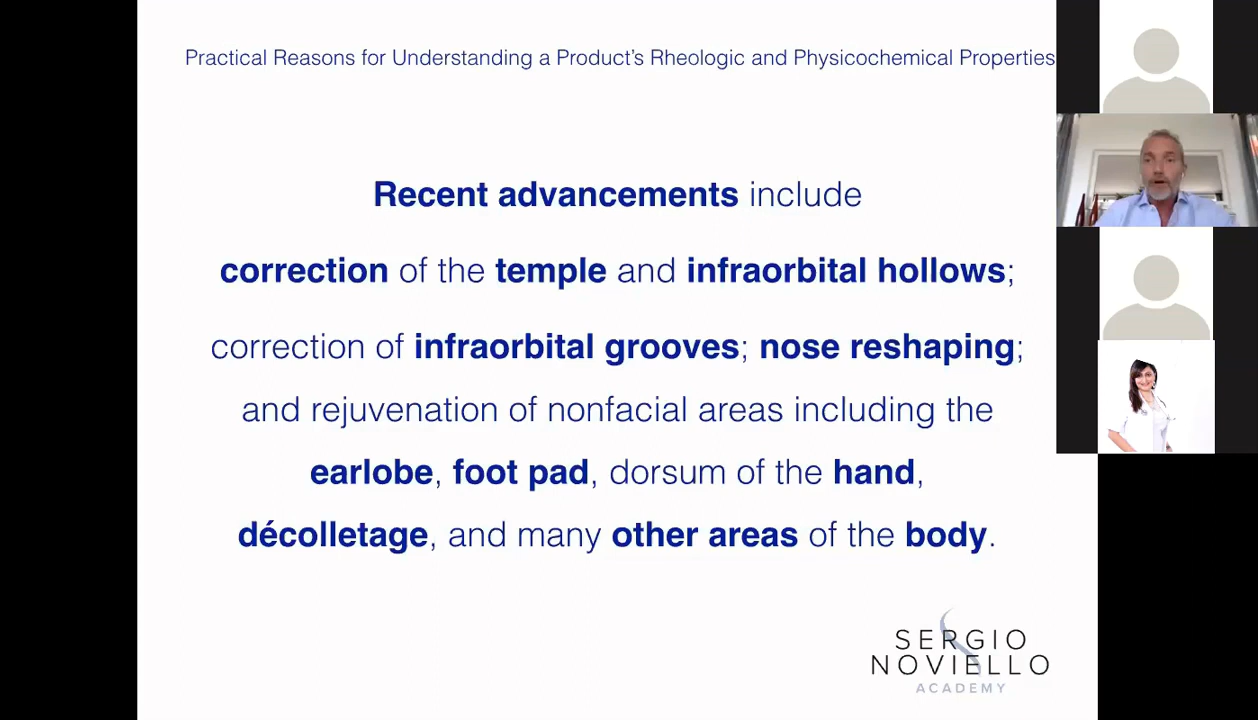 Practical Reasons for Understanding a Product's Rheologic and Physicochemical Properties
Recent advancements include
correction of the temple and infraorbital hollows;
correction of infraorbital grooves; nose reshaping;
and rejuvenation of nonfacial areas including the
earlobe, foot pad, dorsum of the hand,
décolletage, and many other areas of the body.
SERGIO
NOVIELLO
ACADEMY